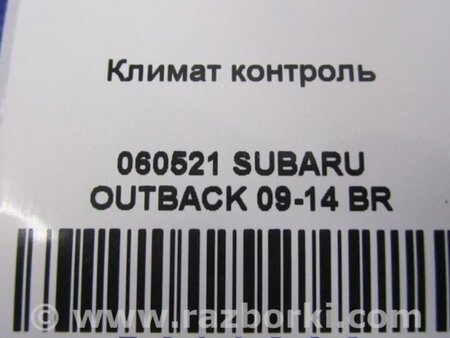 Климат контроль
060521 SUBARU
OUTBACK 09-14 BR
© www.razborki.com